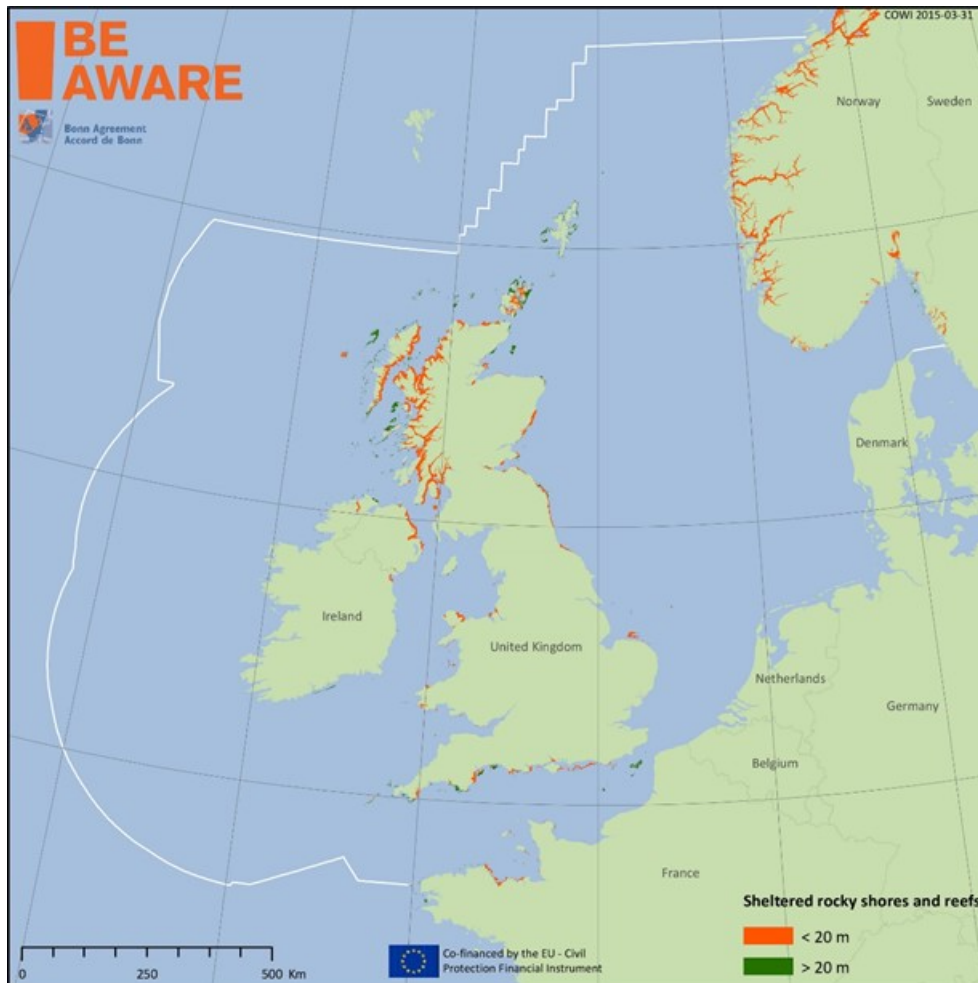 COWI 2015-03-31
BE
AWARE
Bonn Agreement
Accord de Bonn
Norway
Sweden
Denmark
Ireland
United Kingdom
Netherlands
Germany
Belgium
France
Sheltered rocky shores and reefs
< 20 m
> 20 m
0 250 500 Km
Co-financed by the EU - Civil
Protection Financial Instrument